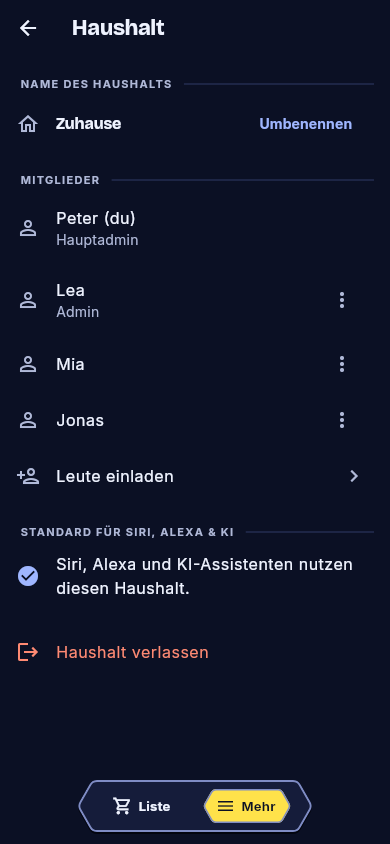 Haushalt
NAME DES HAUSHALTS
Zuhause
Umbenennen
MITGLIEDER
Peter (du)
Hauptadmin
Lea
Admin
Mia
Jonas
Leute einladen
STANDARD FÜR SIRI, ALEXA & KI
Siri, Alexa und KI-Assistenten nutzen
diesen Haushalt.
Haushalt verlassen
Liste
Mehr